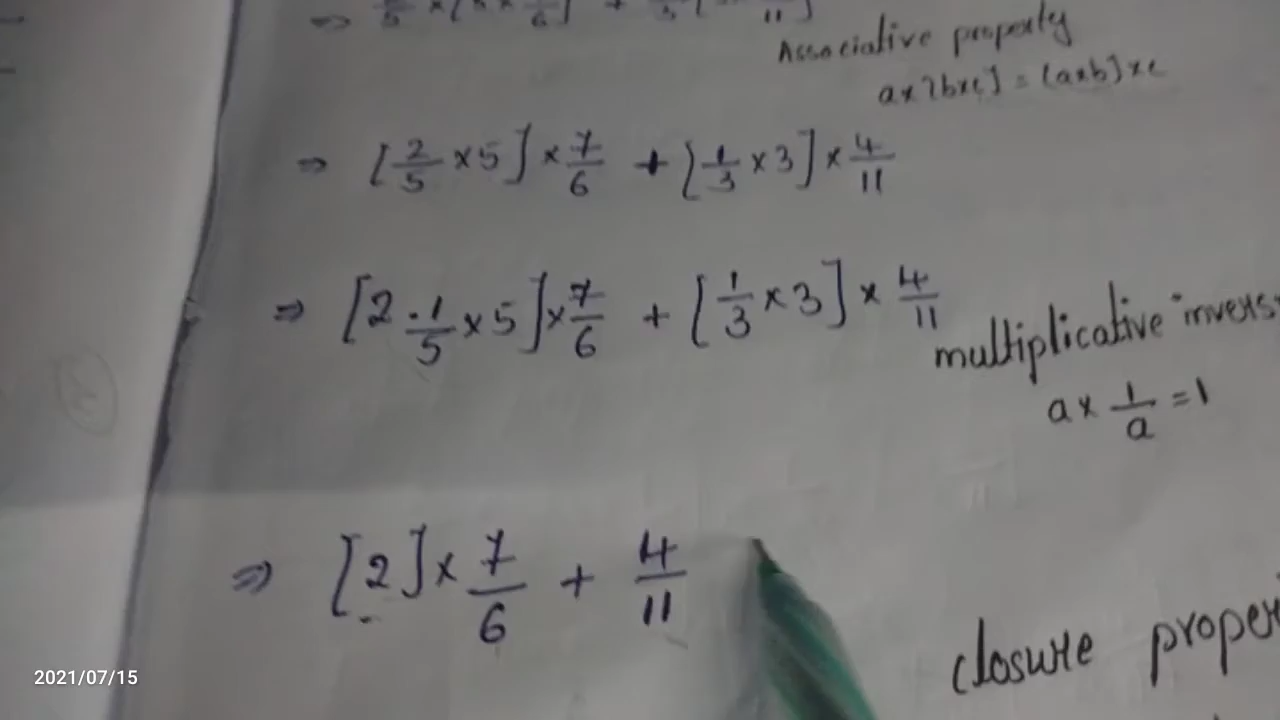 Associative property
a×[b×c] = [a×b]×c
⇒ [2/5 ×5]×7/6 + [1/3 ×3]×4/11
⇒ [2·1/5 ×5]×7/6 + [1/3 ×3]×4/11
multiplicative invers
a× 1/a =1
⇒ [2]×7/6 + 4/11
closure proper
2021/07/15